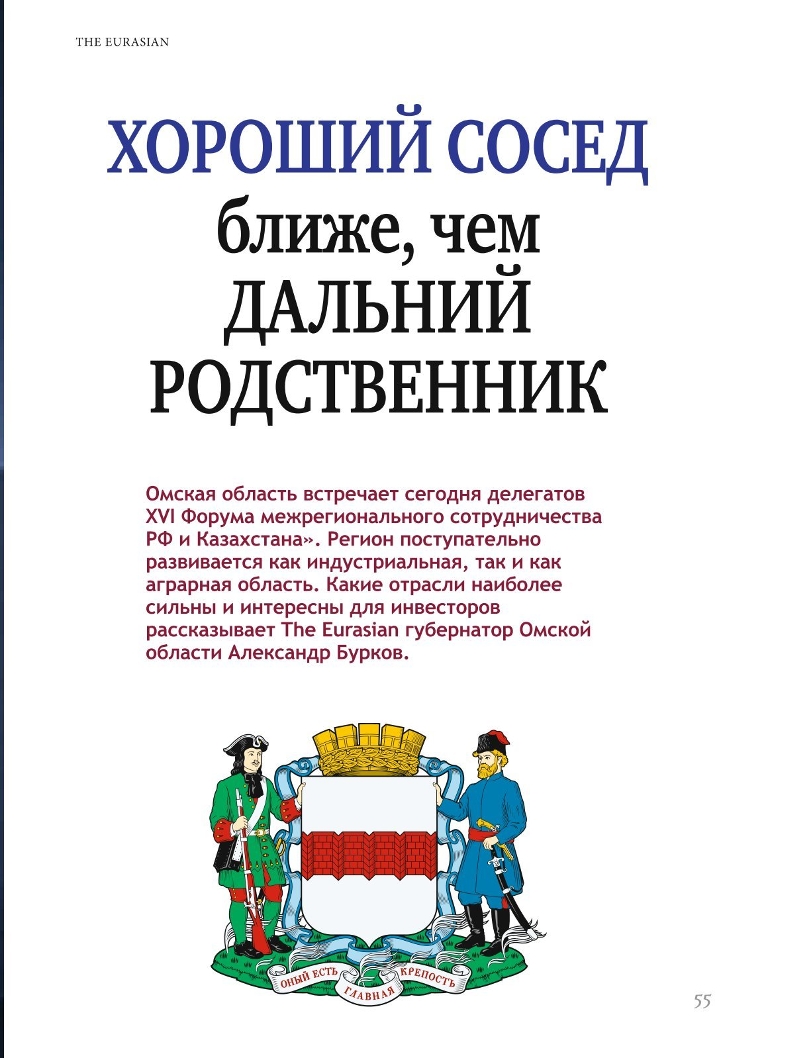 THE EURASIAN
ХОРОШИЙ СОСЕД
ближе, чем
ДАЛЬНИЙ
РОДСТВЕННИК
Омская область встречает сегодня делегатов
XVI Форума межрегионального сотрудничества
РФ и Казахстана». Регион поступательно
развивается как индустриальная, так и как
аграрная область. Какие отрасли наиболее
сильны и интересны для инвесторов
рассказывает The Eurasian губернатор Омской
области Александр Бурков.
ОНЫЙ ЕСТЬ
ГЛАВНАЯ
КРЕПОСТЬ
55